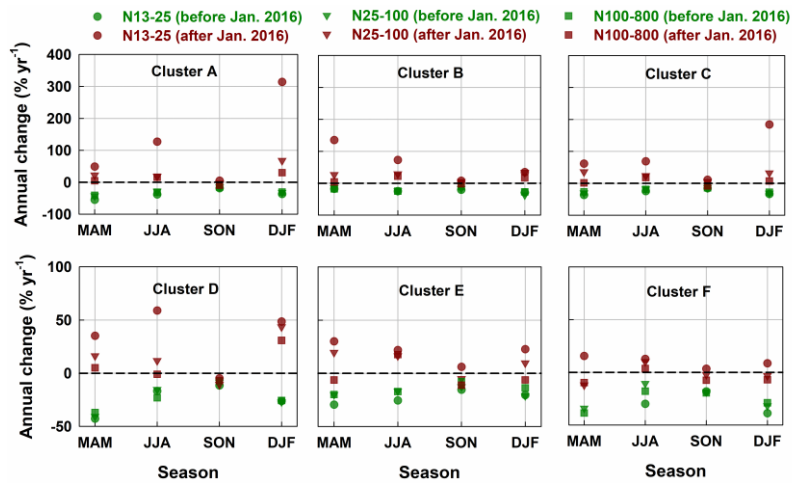 N13-25 (before Jan. 2016) N25-100 (before Jan. 2016) N100-800 (before Jan. 2016)
N13-25 (after Jan. 2016) N25-100 (after Jan. 2016) N100-800 (after Jan. 2016)
Annual change (% yr-1)
400
300
200
100
0
-100
Cluster A
Cluster B
Cluster C
MAM JJA SON DJF
MAM JJA SON DJF
MAM JJA SON DJF
Annual change (% yr-1)
100
50
0
-50
Cluster D
Cluster E
Cluster F
MAM JJA SON DJF
MAM JJA SON DJF
MAM JJA SON DJF
Season
Season
Season